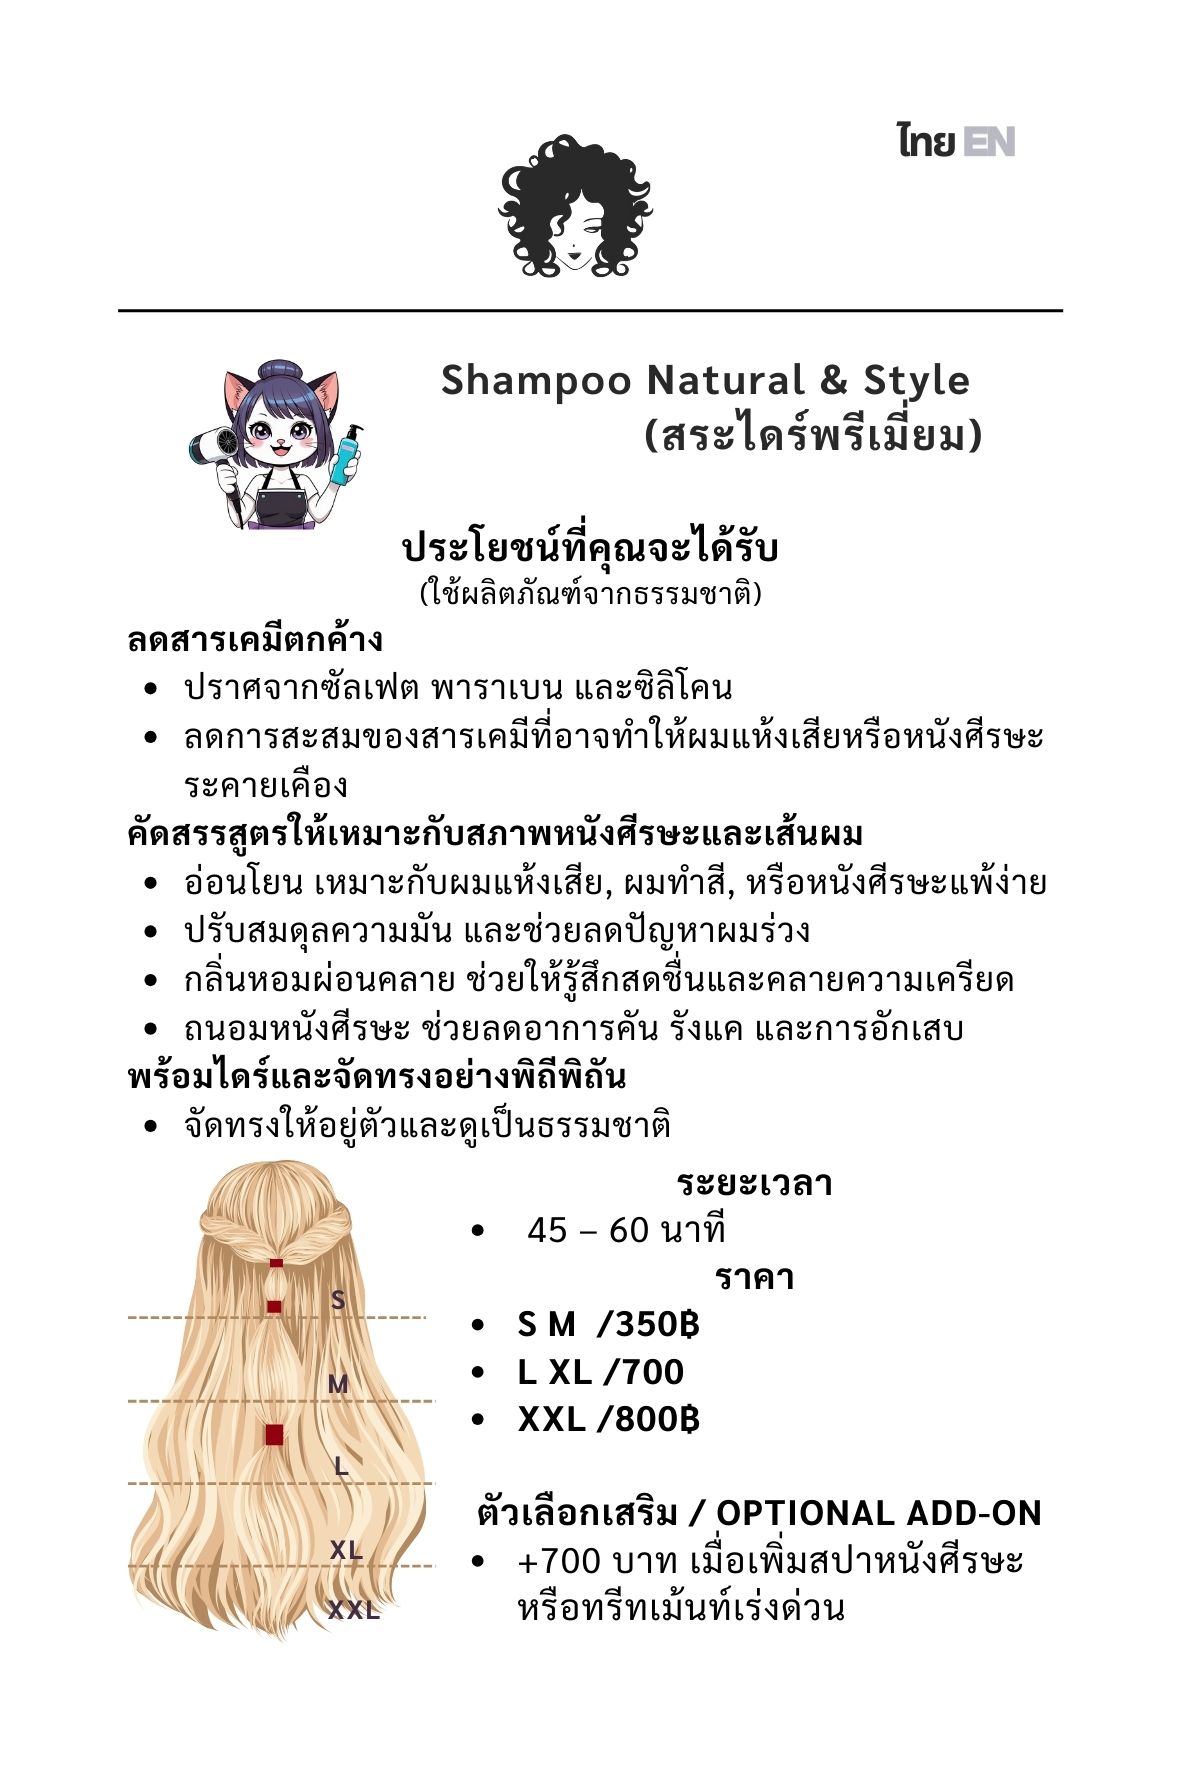 ไทย EN
Shampoo Natural & Style
(สระไดร์พรีเมี่ยม)
ประโยชน์ที่คุณจะได้รับ
(ใช้ผลิตภัณฑ์จากธรรมชาติ)
ลดสารเคมีตกค้าง
• ปราศจากซัลเฟต พาราเบน และซิลิโคน
• ลดการสะสมของสารเคมีที่อาจทำให้ผมแห้งเสียหรือหนังศีรษะ
ระคายเคือง
คัดสรรสูตรให้เหมาะกับสภาพหนังศีรษะและเส้นผม
• อ่อนโยน เหมาะกับผมแห้งเสีย, ผมทำสี, หรือหนังศีรษะแพ้ง่าย
• ปรับสมดุลความมัน และช่วยลดปัญหาผมร่วง
• กลิ่นหอมผ่อนคลาย ช่วยให้รู้สึกสดชื่นและคลายความเครียด
• ถนอมหนังศีรษะ ช่วยลดอาการคัน รังแค และการอักเสบ
พร้อมไดร์และจัดทรงอย่างพิถีพิถัน
• จัดทรงให้อยู่ตัวและดูเป็นธรรมชาติ
S
M
L
XL
XXL
ระยะเวลา
• 45 – 60 นาที
ราคา
• S M /350฿
• L XL /700
• XXL /800฿
ตัวเลือกเสริม / OPTIONAL ADD-ON
• +700 บาท เมื่อเพิ่มสปาหนังศีรษะ
หรือทรีทเม้นท์เร่งด่วน